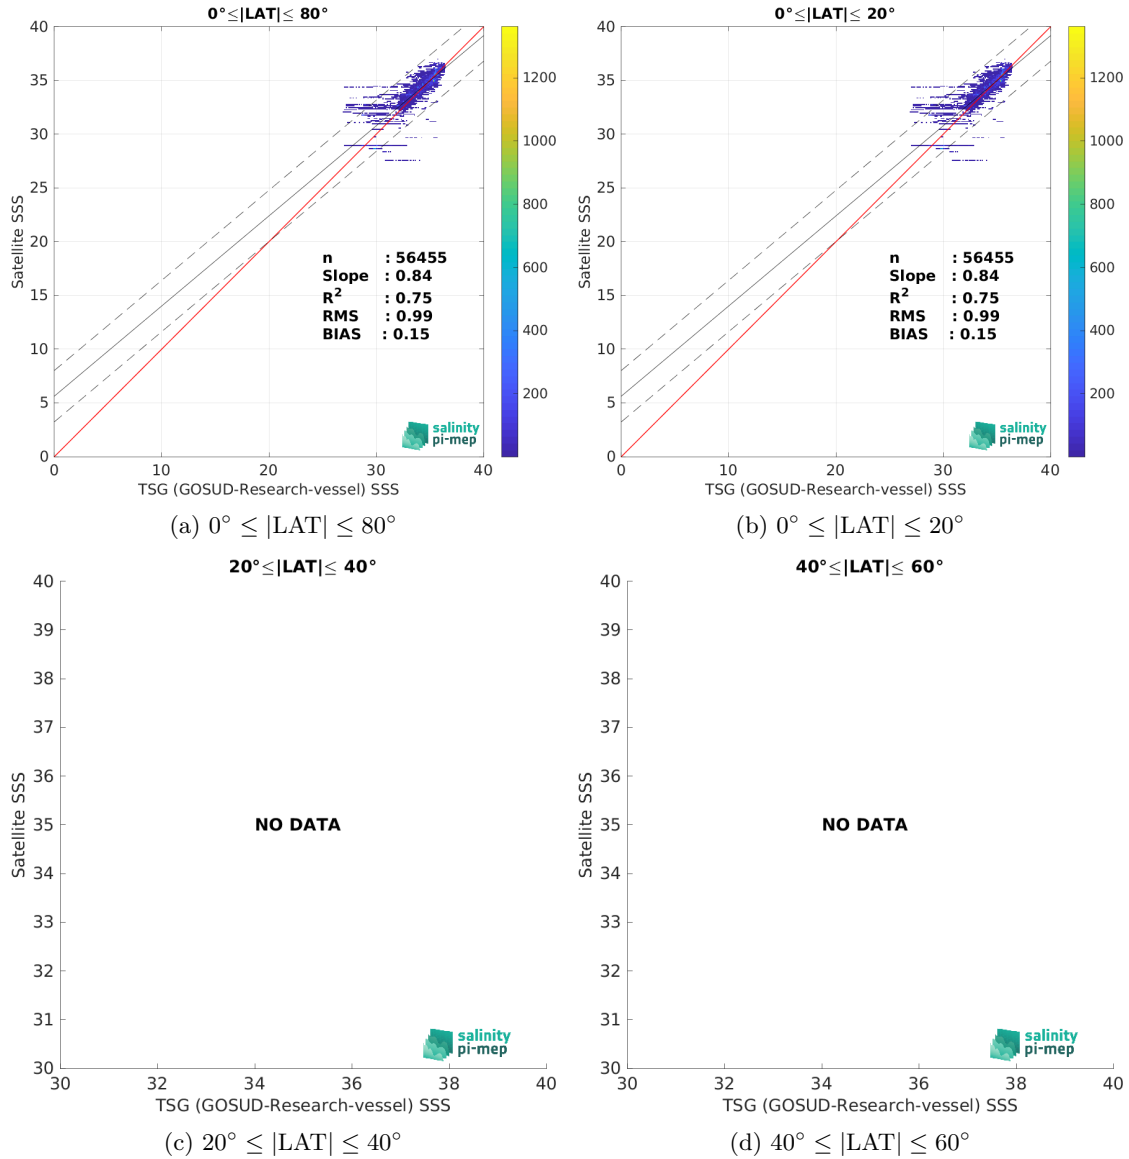 0°≤|LAT|≤ 80°
40
35
30
25
20
15
10
5
0
Satellite SSS
n : 56455
Slope : 0.84
R² : 0.75
RMS : 0.99
BIAS : 0.15
salinity
pi-mep
0 10 20 30 40
TSG (GOSUD-Research-vessel) SSS
1200
1000
800
600
400
200
(a) 0° ≤ |LAT| ≤ 80°
0°≤|LAT|≤ 20°
40
35
30
25
20
15
10
5
0
Satellite SSS
n : 56455
Slope : 0.84
R² : 0.75
RMS : 0.99
BIAS : 0.15
salinity
pi-mep
0 10 20 30 40
TSG (GOSUD-Research-vessel) SSS
1200
1000
800
600
400
200
(b) 0° ≤ |LAT| ≤ 20°
20°≤|LAT|≤ 40°
40
39
38
37
36
35
34
33
32
31
30
Satellite SSS
NO DATA
salinity
pi-mep
30 32 34 36 38 40
TSG (GOSUD-Research-vessel) SSS
(c) 20° ≤ |LAT| ≤ 40°
40°≤|LAT|≤ 60°
40
39
38
37
36
35
34
33
32
31
30
Satellite SSS
NO DATA
salinity
pi-mep
30 32 34 36 38 40
TSG (GOSUD-Research-vessel) SSS
(d) 40° ≤ |LAT| ≤ 60°